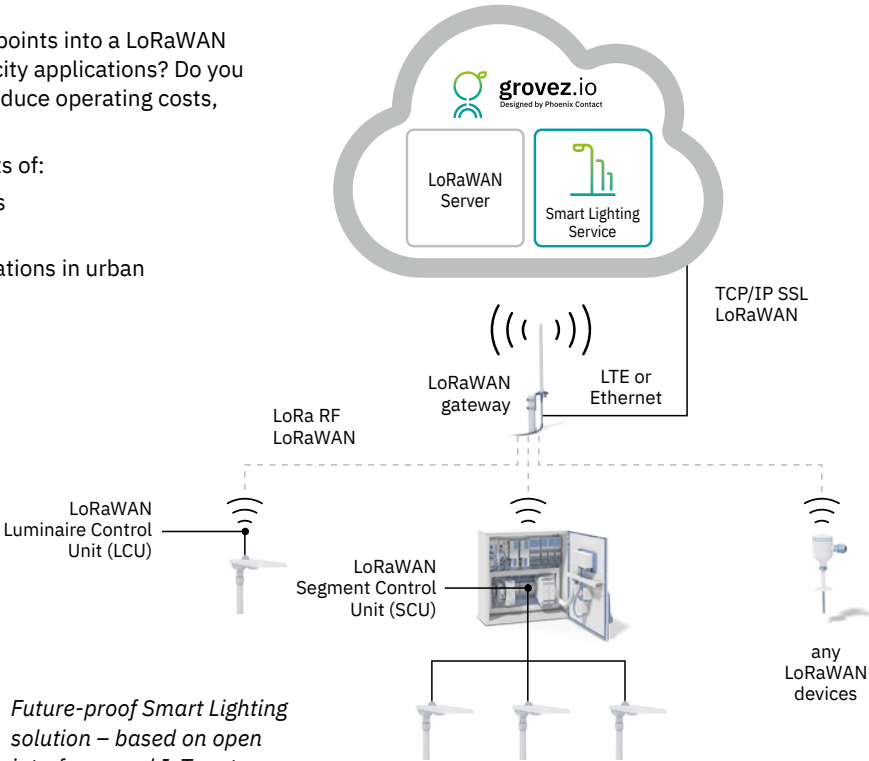 points into a LoRaWAN
city applications? Do you
duce operating costs,
ts of:
s
ations in urban
grovez.io
Designed by Phoenix Contact
LoRaWAN
Server
Smart Lighting
Service
TCP/IP SSL
LoRaWAN
LoRaWAN
gateway
LTE or
Ethernet
LoRa RF
LoRaWAN
LoRaWAN
Luminaire Control
Unit (LCU)
LoRaWAN
Segment Control
Unit (SCU)
any
LoRaWAN
devices
Future-proof Smart Lighting
solution – based on open